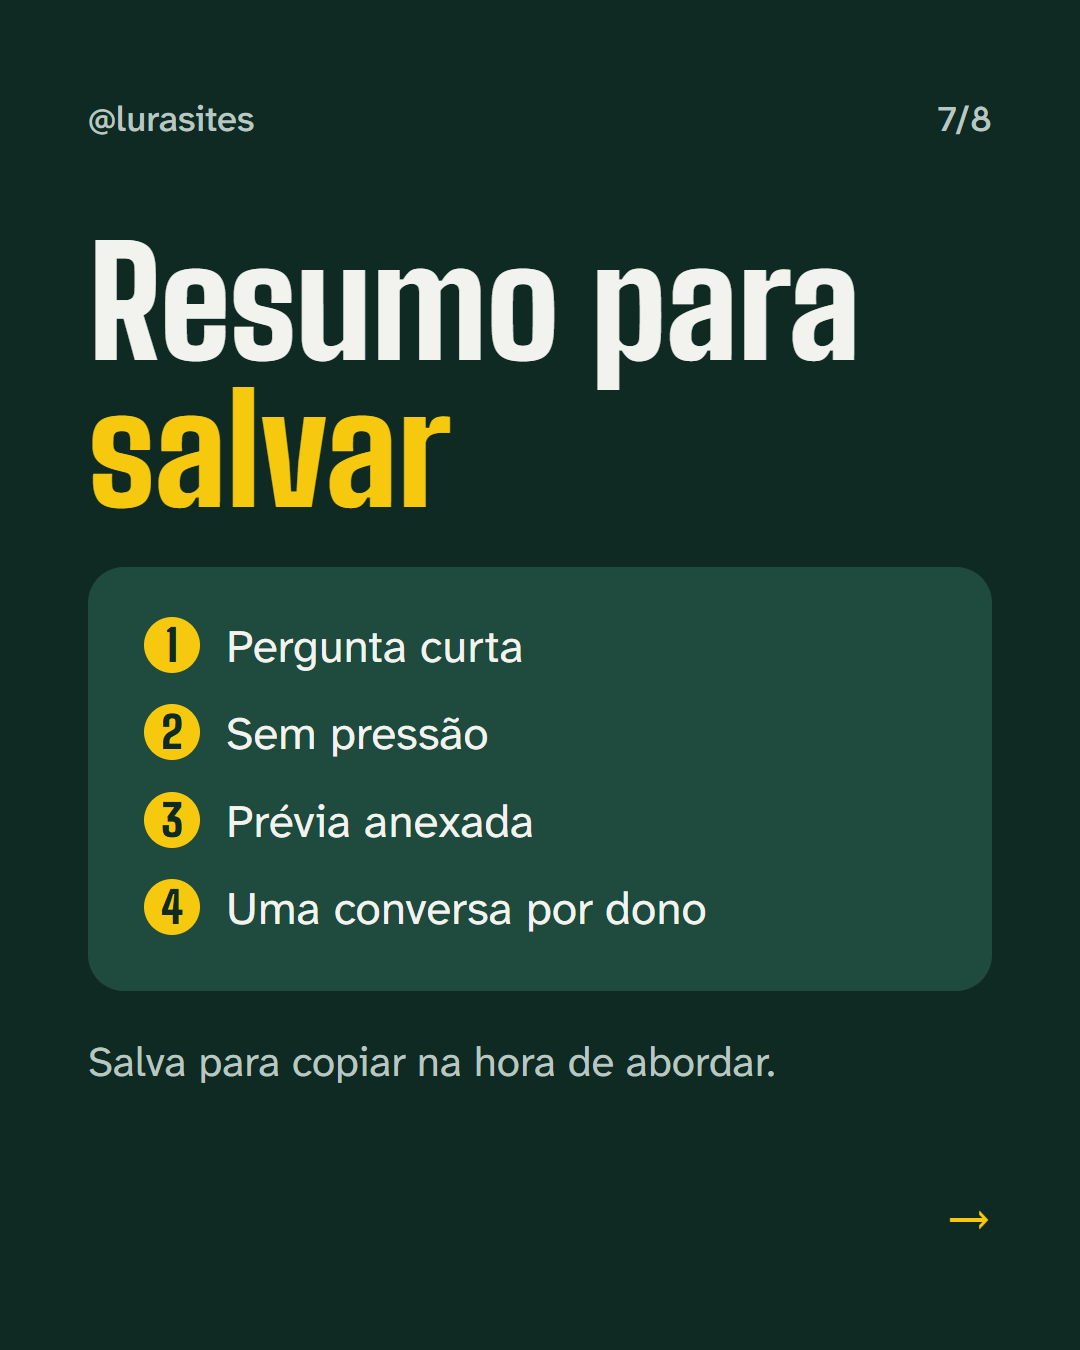 @lurasites
7/8
Resumo para
salvar
1 Pergunta curta
2 Sem pressão
3 Prévia anexada
4 Uma conversa por dono
Salva para copiar na hora de abordar.
→